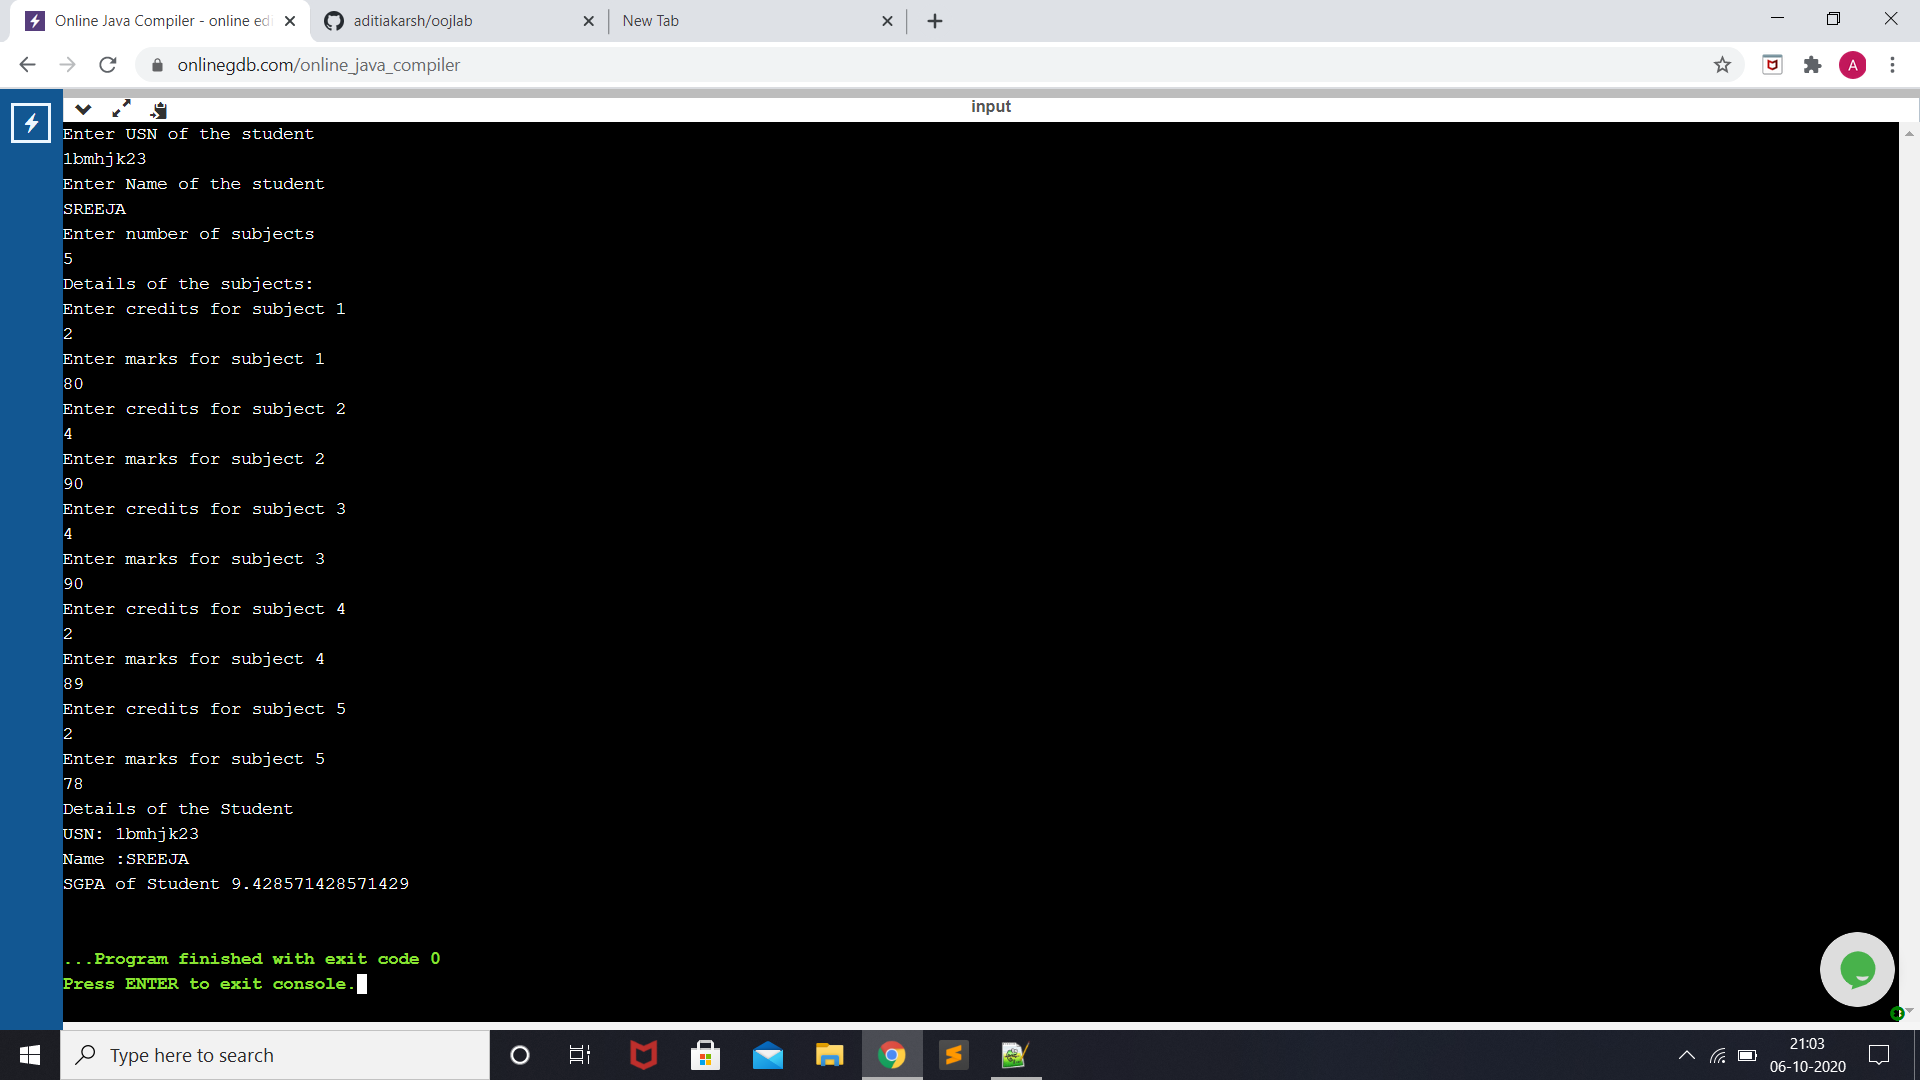 Online Java Compiler - online edi
aditiakarsh/oojlab
New Tab
onlinegdb.com/online_java_compiler
A
input
Enter USN of the student
1bmhjk23
Enter Name of the student
SREEJA
Enter number of subjects
5
Details of the subjects:
Enter credits for subject 1
2
Enter marks for subject 1
80
Enter credits for subject 2
4
Enter marks for subject 2
90
Enter credits for subject 3
4
Enter marks for subject 3
90
Enter credits for subject 4
2
Enter marks for subject 4
89
Enter credits for subject 5
2
Enter marks for subject 5
78
Details of the Student
USN: 1bmhjk23
Name :SREEJA
SGPA of Student 9.428571428571429
...Program finished with exit code 0
Press ENTER to exit console.
Type here to search
21:03
06-10-2020